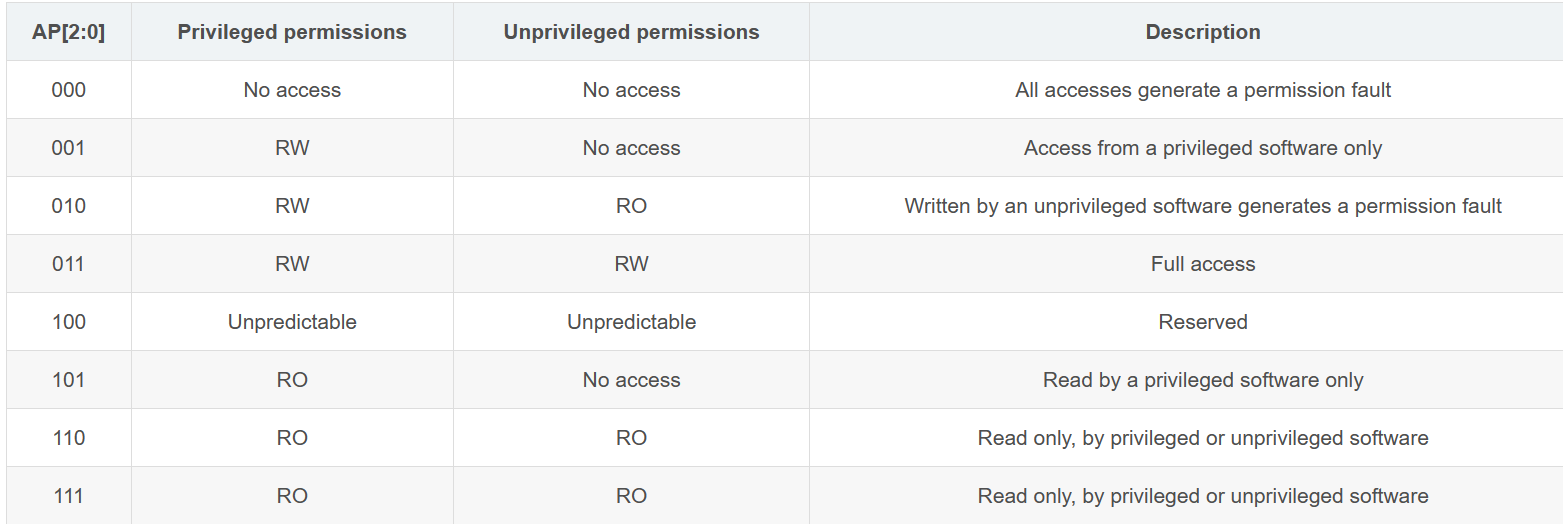 AP[2:0] Privileged permissions Unprivileged permissions Description
000 No access No access All accesses generate a permission fault
001 RW No access Access from a privileged software only
010 RW RO Written by an unprivileged software generates a permission fault
011 RW RW Full access
100 Unpredictable Unpredictable Reserved
101 RO No access Read by a privileged software only
110 RO RO Read only, by privileged or unprivileged software
111 RO RO Read only, by privileged or unprivileged software